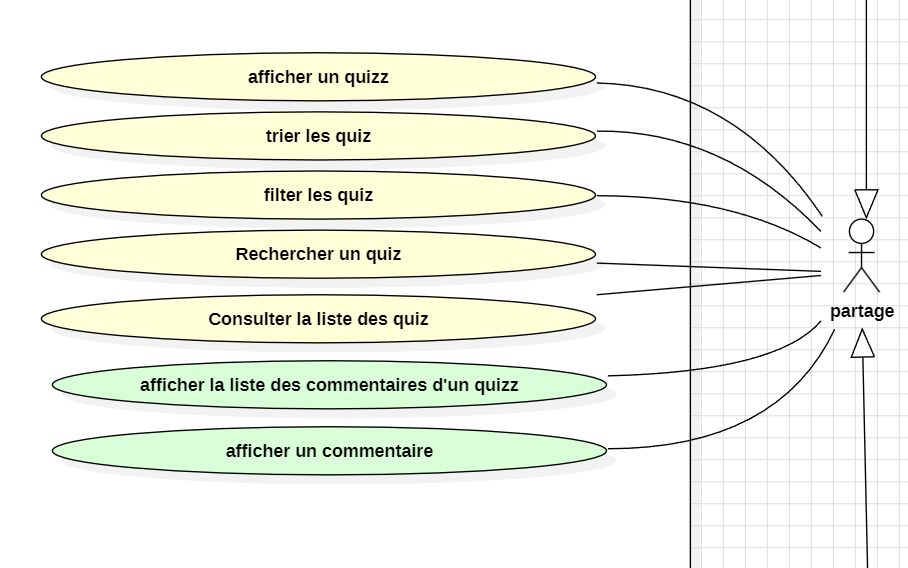 afficher un quizz
trier les quiz
filter les quiz
Rechercher un quiz
Consulter la liste des quiz
partage
afficher la liste des commentaires d'un quizz
afficher un commentaire